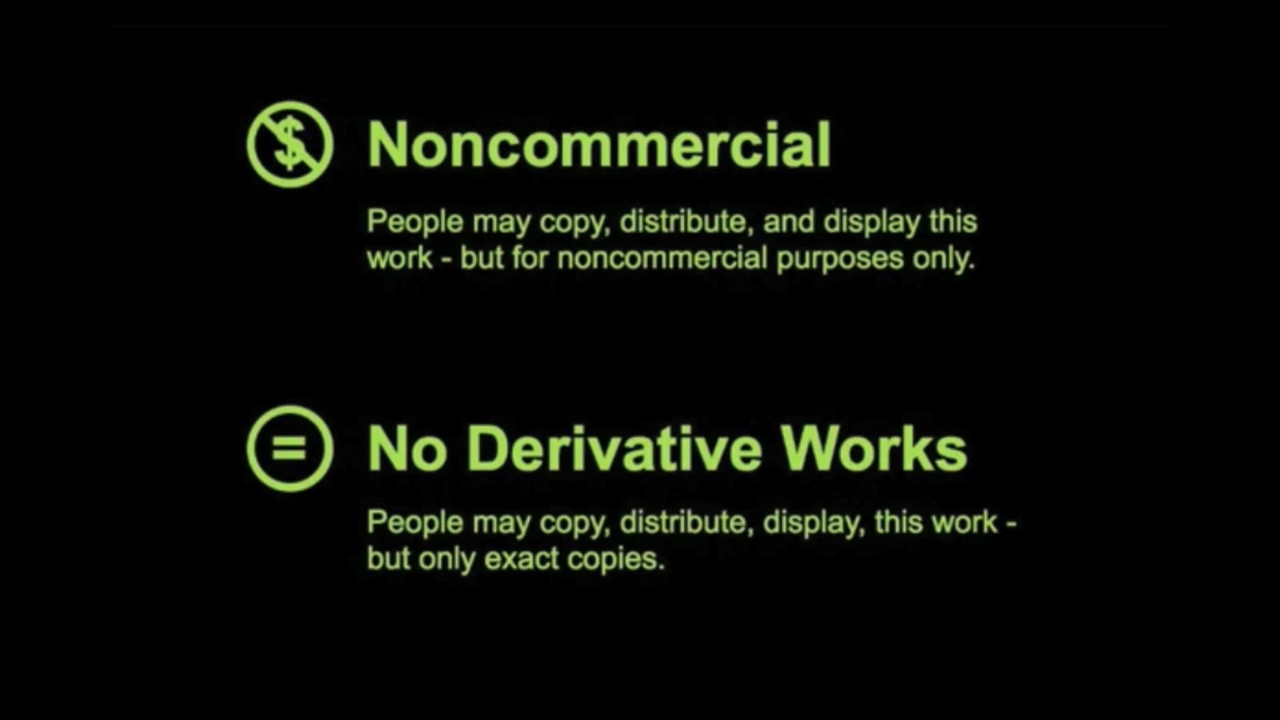 Noncommercial
People may copy, distribute, and display this
work - but for noncommercial purposes only.
No Derivative Works
People may copy, distribute, display, this work -
but only exact copies.